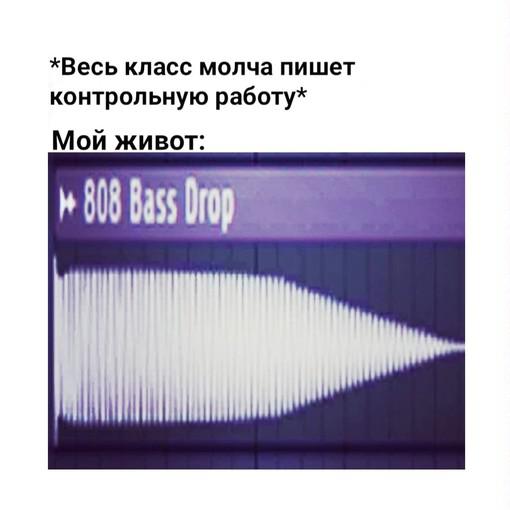 *Весь класс молча пишет
контрольную работу*
Мой живот:
808 Bass Drop